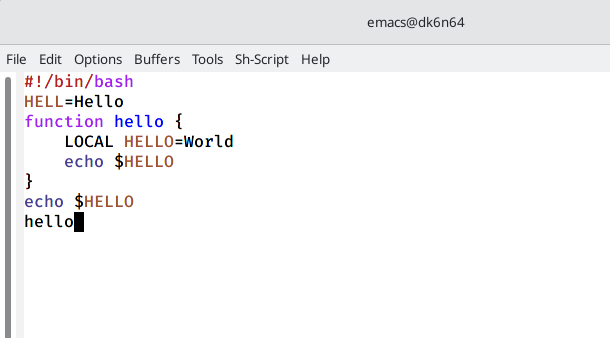 emacs@dk6n64
File Edit Options Buffers Tools Sh-Script Help
#!/bin/bash
HELL=Hello
function hello {
    LOCAL HELLO=World
    echo $HELLO
}
echo $HELLO
hello